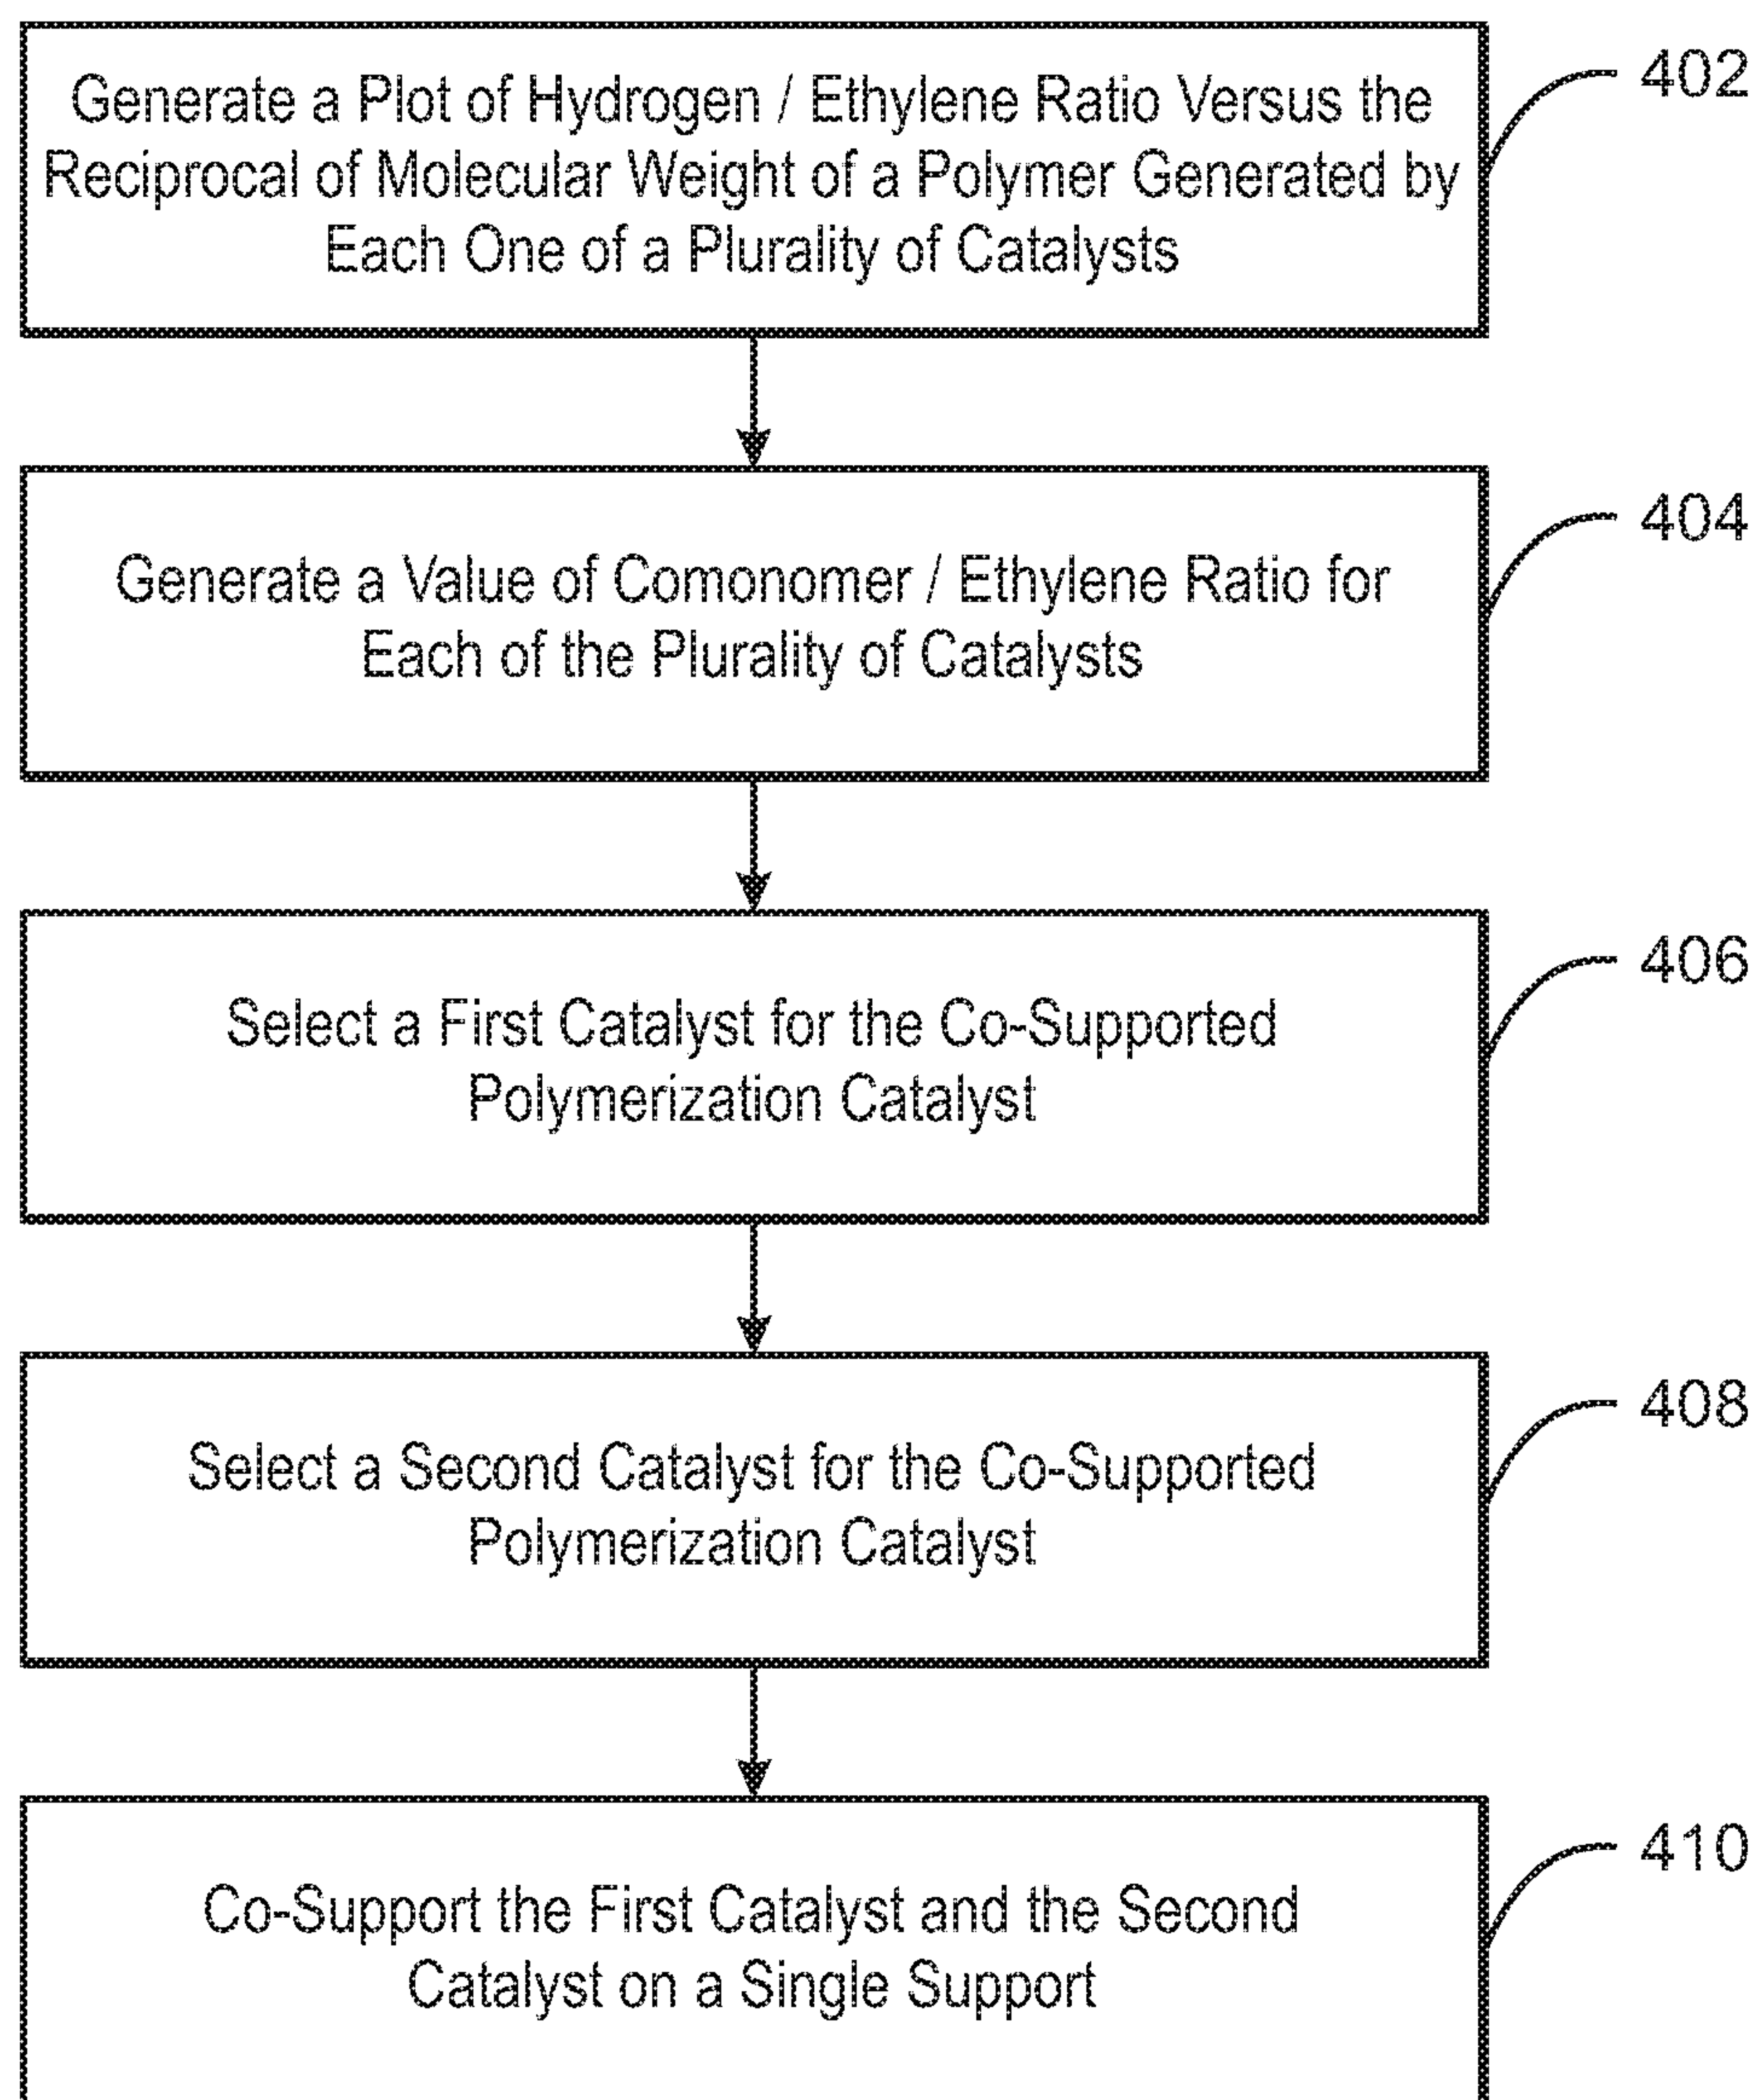 Generate a Plot of Hydrogen / Ethylene Ratio Versus the
Reciprocal of Molecular Weight of a Polymer Generated by
Each One of a Plurality of Catalysts
402
Generate a Value of Comonomer / Ethylene Ratio for
Each of the Plurality of Catalysts
404
Select a First Catalyst for the Co-Supported
Polymerization Catalyst
406
Select a Second Catalyst for the Co-Supported
Polymerization Catalyst
408
Co-Support the First Catalyst and the Second
Catalyst on a Single Support
410